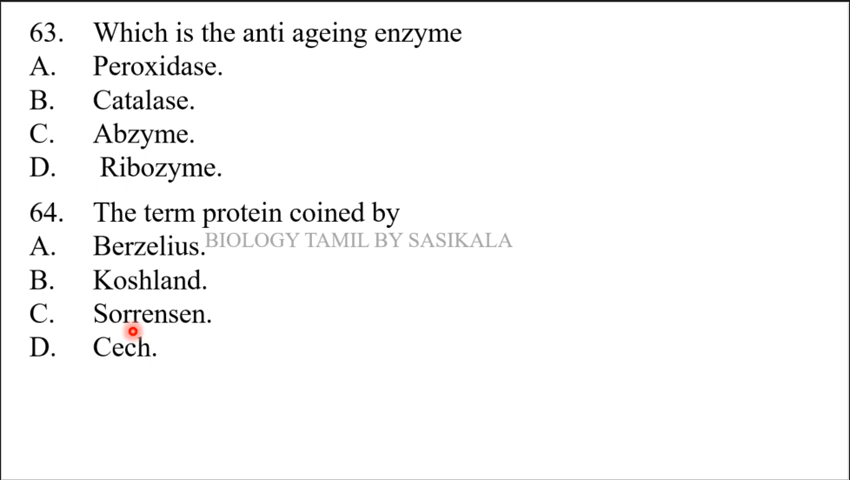 63. Which is the anti ageing enzyme
A. Peroxidase.
B. Catalase.
C. Abzyme.
D. Ribozyme.
64. The term protein coined by
BIOLOGY TAMIL BY SASIKALA
A. Berzelius.
B. Koshland.
C. Sorrensen.
D. Cech.